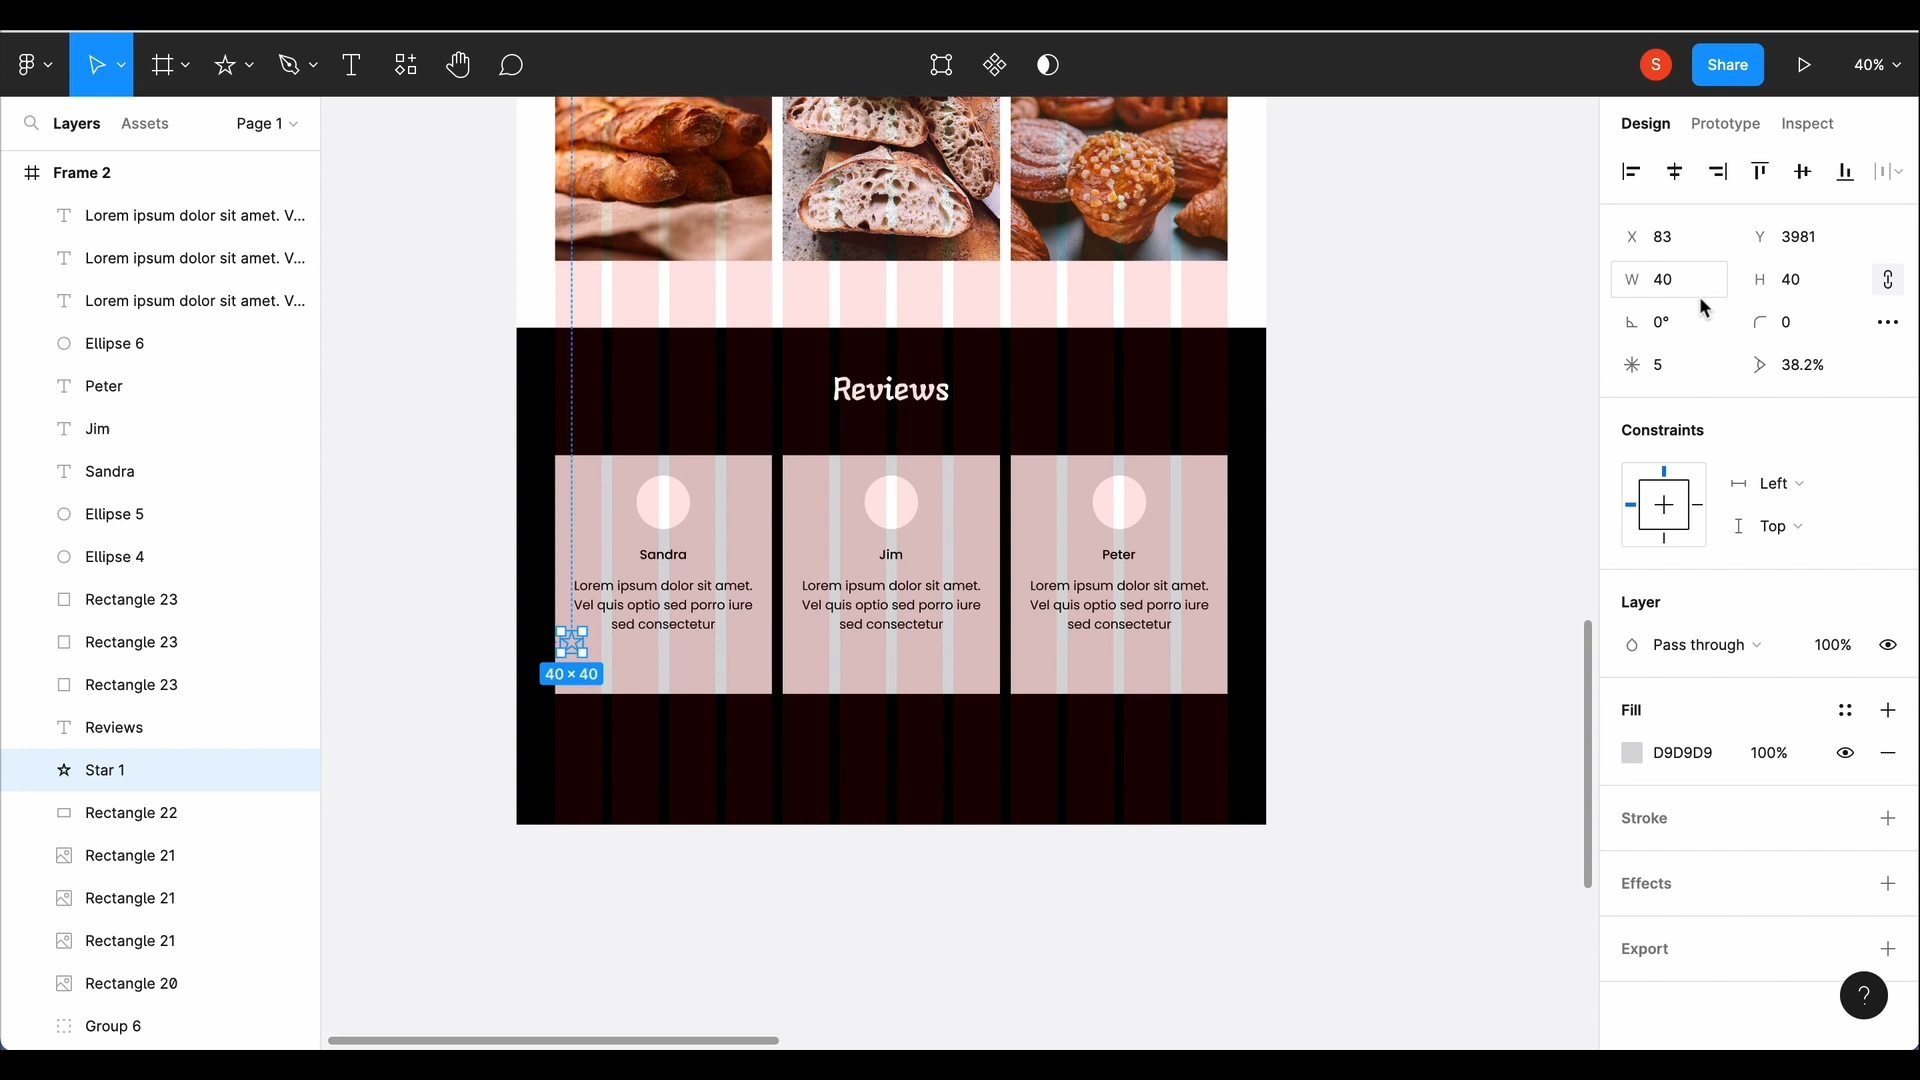 S
Share
40%
Layers
Assets
Page 1
Design
Prototype
Inspect
Frame 2
Lorem ipsum dolor sit amet. V...
Lorem ipsum dolor sit amet. V...
Lorem ipsum dolor sit amet. V...
Ellipse 6
Peter
Jim
Sandra
Ellipse 5
Ellipse 4
Rectangle 23
Rectangle 23
Rectangle 23
Reviews
Star 1
Rectangle 22
Rectangle 21
Rectangle 21
Rectangle 21
Rectangle 20
Group 6
Reviews
Sandra
Lorem ipsum dolor sit amet.
Vel quis optio sed porro iure
sed consectetur
Jim
Lorem ipsum dolor sit amet.
Vel quis optio sed porro iure
sed consectetur
Peter
Lorem ipsum dolor sit amet.
Vel quis optio sed porro iure
sed consectetur
40 × 40
X 83 Y 3981
W 40 H 40
0° 0
5 38.2%
Constraints
Left
Top
Layer
Pass through 100%
Fill
D9D9D9 100%
Stroke
Effects
Export
?